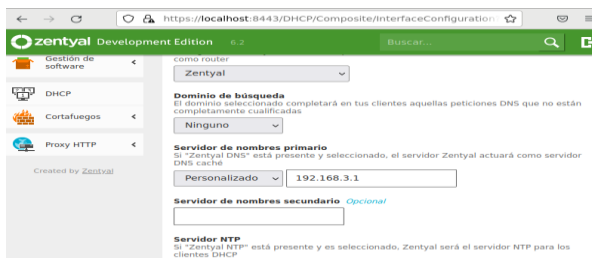 https://localhost:8443/DHCP/Composite/InterfaceConfiguration
zentyal Development Edition 6.2
Buscar...
Gestión de software
DHCP
Cortafuegos
Proxy HTTP
Created by Zentyal
como router
Zentyal
Dominio de búsqueda
El dominio seleccionado completará en tus clientes aquellas peticiones DNS que no están
completamente cualificadas
Ninguno
Servidor de nombres primario
Si "Zentyal DNS" está presente y seleccionado, el servidor Zentyal actuará como servidor
DNS caché
Personalizado 192.168.3.1
Servidor de nombres secundario Opcional
Servidor NTP
Si "Zentyal NTP" está presente y es seleccionado, Zentyal será el servidor NTP para los
clientes DHCP